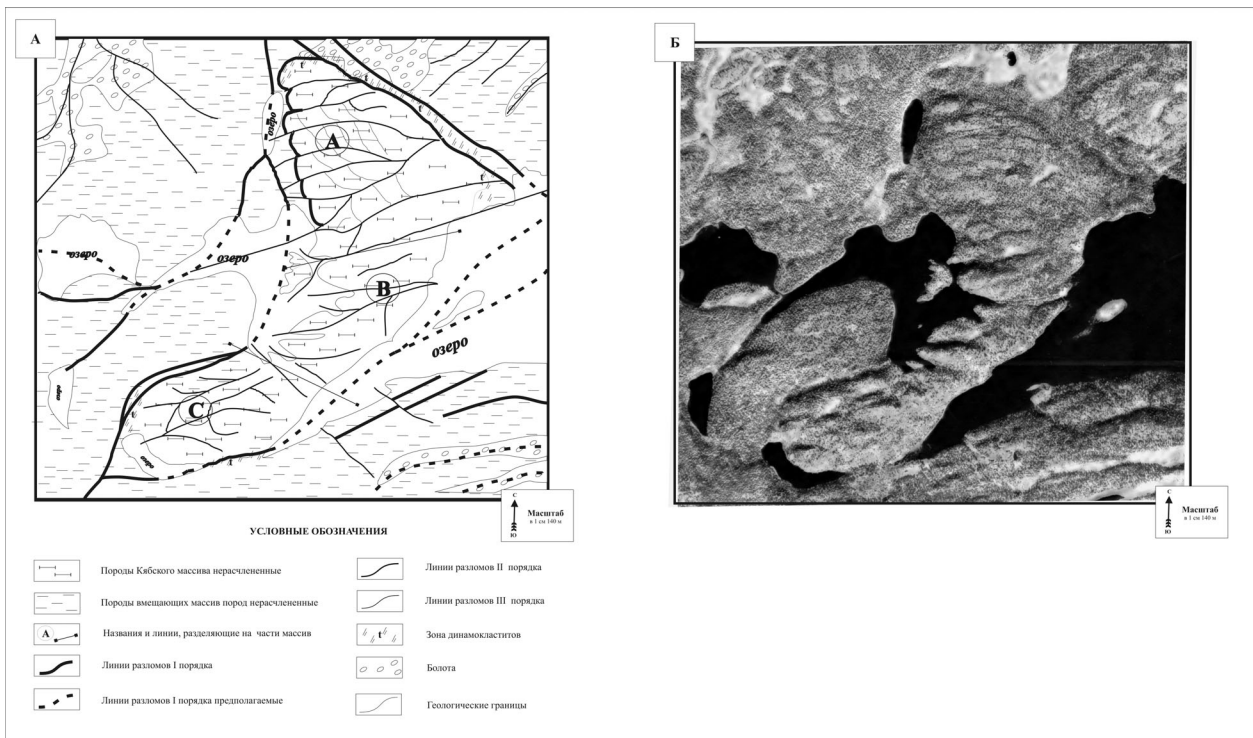 А
Б
t
t
t
озеро
A
t
озеро
озеро
B
озеро
озеро
t
C
озеро
t
С
Масштаб
в 1 см 140 м
Ю
С
Масштаб
в 1 см 140 м
Ю
УСЛОВНЫЕ ОБОЗНАЧЕНИЯ
Породы Кябского массива нерасчлененные
Породы вмещающих массив пород нерасчлененные
A
Названия и линии, разделяющие на части массив
Линии разломов I порядка
Линии разломов I порядка предполагаемые
Линии разломов II порядка
Линии разломов III порядка
t
Зона динамокластитов
Болота
Геологические границы